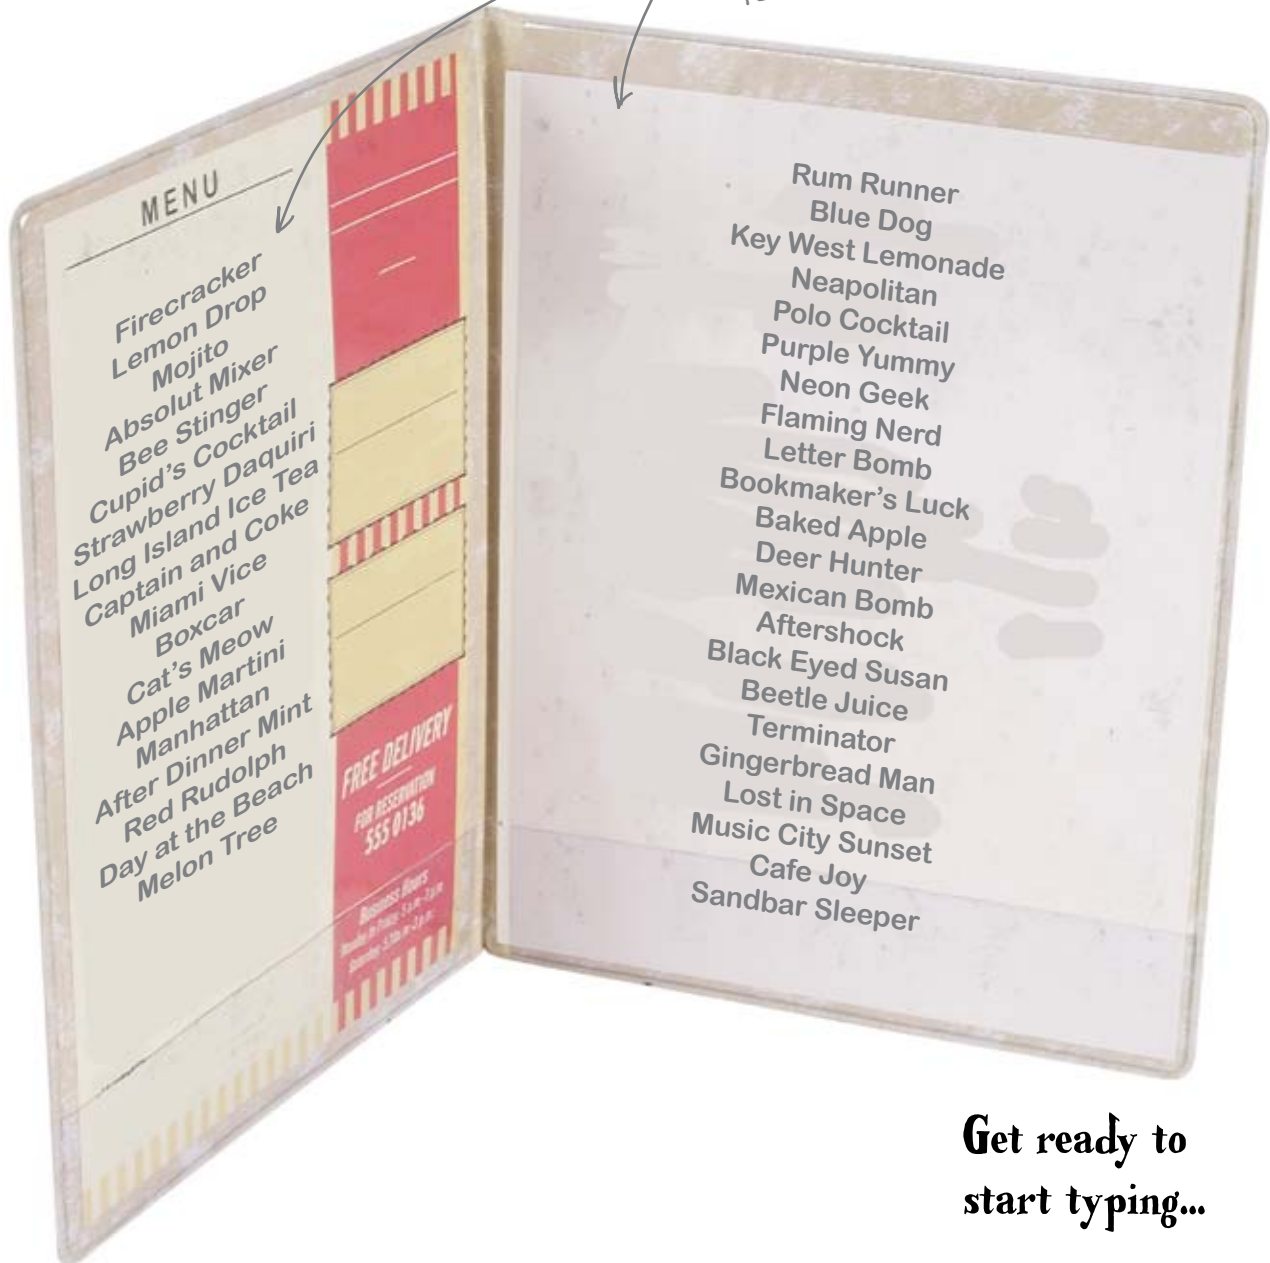 MENU
Firecracker
Lemon Drop
Mojito
Absolut Mixer
Bee Stinger
Cupid's Cocktail
Strawberry Daquiri
Long Island Ice Tea
Captain and Coke
Miami Vice
Boxcar
Cat's Meow
Apple Martini
Manhattan
After Dinner Mint
Red Rudolph
Day at the Beach
Melon Tree
FREE DELIVERY
FOR RESERVATION
555 0136
Business Hours
Rum Runner
Blue Dog
Key West Lemonade
Neapolitan
Polo Cocktail
Purple Yummy
Neon Geek
Flaming Nerd
Letter Bomb
Bookmaker's Luck
Baked Apple
Deer Hunter
Mexican Bomb
Aftershock
Black Eyed Susan
Beetle Juice
Terminator
Gingerbread Man
Lost in Space
Music City Sunset
Cafe Joy
Sandbar Sleeper
Get ready to
start typing...